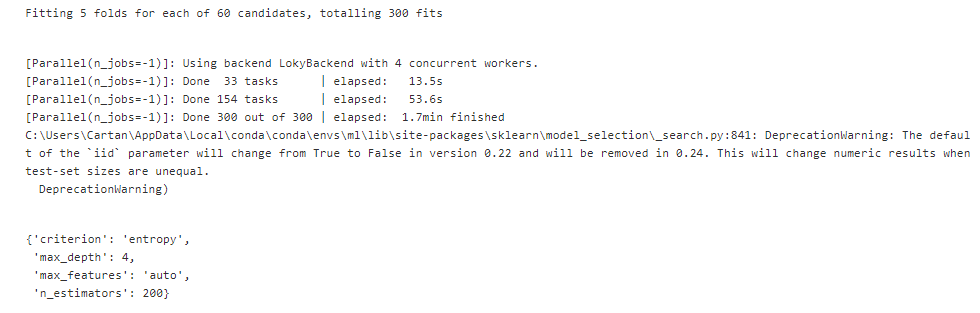 Fitting 5 folds for each of 60 candidates, totalling 300 fits
[Parallel(n_jobs=-1)]: Using backend LokyBackend with 4 concurrent workers.
[Parallel(n_jobs=-1)]: Done  33 tasks      | elapsed:   13.5s
[Parallel(n_jobs=-1)]: Done 154 tasks      | elapsed:   53.6s
[Parallel(n_jobs=-1)]: Done 300 out of 300 | elapsed:  1.7min finished
C:\Users\Cartan\AppData\Local\conda\conda\envs\ml\lib\site-packages\sklearn\model_selection\_search.py:841: DeprecationWarning: The defaul
t of the `iid` parameter will change from True to False in version 0.22 and will be removed in 0.24. This will change numeric results when
test-set sizes are unequal.
  DeprecationWarning)
{'criterion': 'entropy',
 'max_depth': 4,
 'max_features': 'auto',
 'n_estimators': 200}